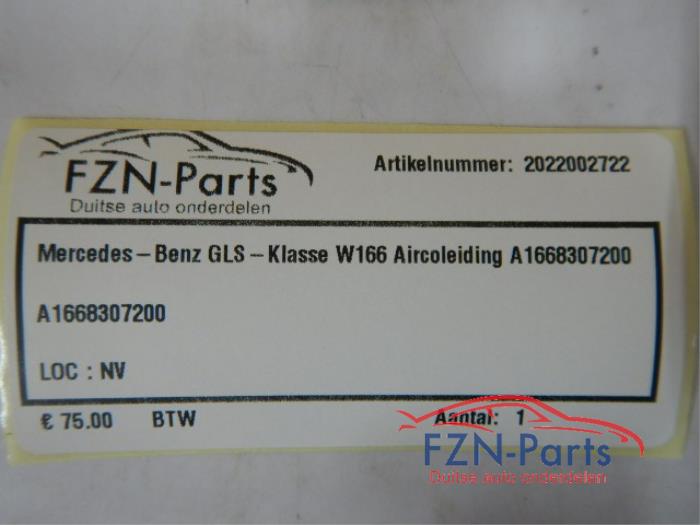 FZN-Parts
Duitse auto onderdelen
Artikelnummer: 2022002722
Mercedes-Benz GLS-Klasse W166 Aircoleiding A1668307200
A1668307200
LOC : NV
€ 75.00 BTW Aantal: 1
FZN-Parts
Duitse auto onderdelen